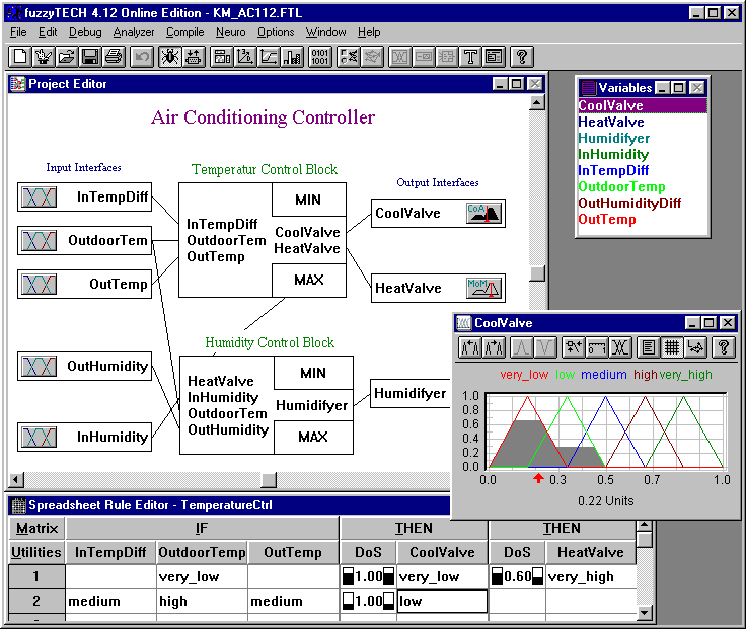 fuzzyTECH 4.12 Online Edition - KM_AC112.FTL
File Edit Debug Analyzer Compile Neuro Options Window Help
0101
1001
Project Editor
Air Conditioning Controller
Input Interfaces
Temperatur Control Block
Output Interfaces
InTempDiff
OutdoorTem
OutTemp
OutHumidity
InHumidity
MIN
InTempDiff
OutdoorTem
OutTemp
CoolValve
HeatValve
MAX
CoolValve
CoA
HeatValve
MoM
Humidity Control Block
MIN
HeatValve
InHumidity
OutdoorTem
OutHumidity
Humidifyer
MAX
Humidifyer
Variables
CoolValve
HeatValve
Humidifyer
InHumidity
InTempDiff
OutdoorTemp
OutHumidityDiff
OutTemp
CoolValve
very_low low medium high very_high
1.0
0.8
0.6
0.4
0.2
0.0
0.0 0.3 0.5 0.7 1.0
0.22 Units
Spreadsheet Rule Editor - TemperatureCtrl
Matrix IF THEN THEN
Utilities InTempDiff OutdoorTemp OutTemp DoS CoolValve DoS HeatValve
1 very_low 1.00 very_low 0.60 very_high
2 medium high medium 1.00 low